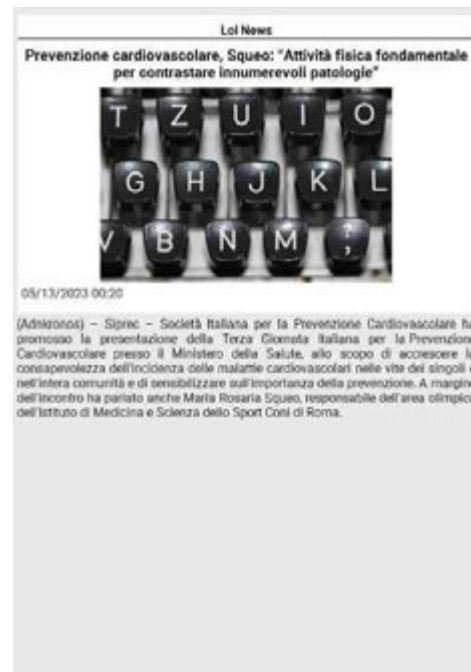 Loi News
Prevenzione cardiovascolare, Squeo: "Attività fisica fondamentale
per contrastare innumerevoli patologie"
T Z U I O
G H J K L
V B N M ? ;
05/13/2023 00:20
(Adnkronos) – Siprec – Società Italiana per la Prevenzione Cardiovascolare ha
promosso la presentazione della Terza Giornata Italiana per la Prevenzione
Cardiovascolare presso il Ministero della Salute, allo scopo di accrescere la
consapevolezza dell'incidenza delle malattie cardiovascolari nelle vite dei singoli e
nell'intera comunità e di sensibilizzare sull'importanza della prevenzione. A margine
dell'incontro ha parlato anche Maria Rosaria Squeo, responsabile dell'area olimpica
dell'Istituto di Medicina e Scienza dello Sport Coni di Roma.